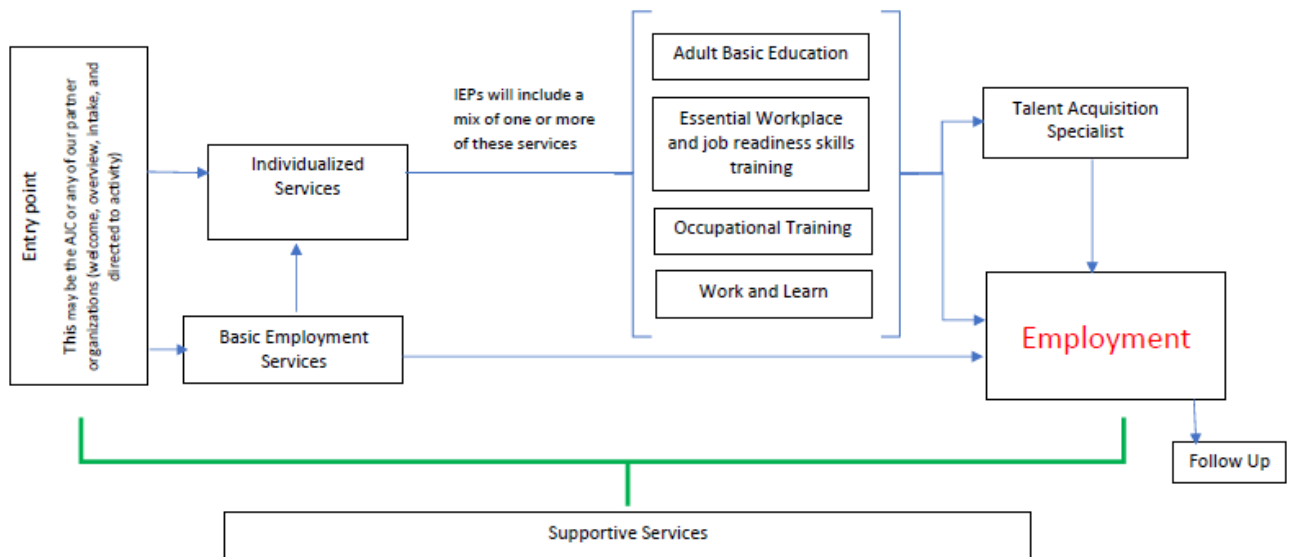 Entry point
This may be the AJC or any of our partner
organizations (welcome, overview, intake, and
directed to activity)
Individualized
Services
Basic Employment
Services
IEPs will include a
mix of one or more
of these services
Adult Basic Education
Essential Workplace
and job readiness skills
training
Occupational Training
Work and Learn
Talent Acquisition
Specialist
Employment
Follow Up
Supportive Services